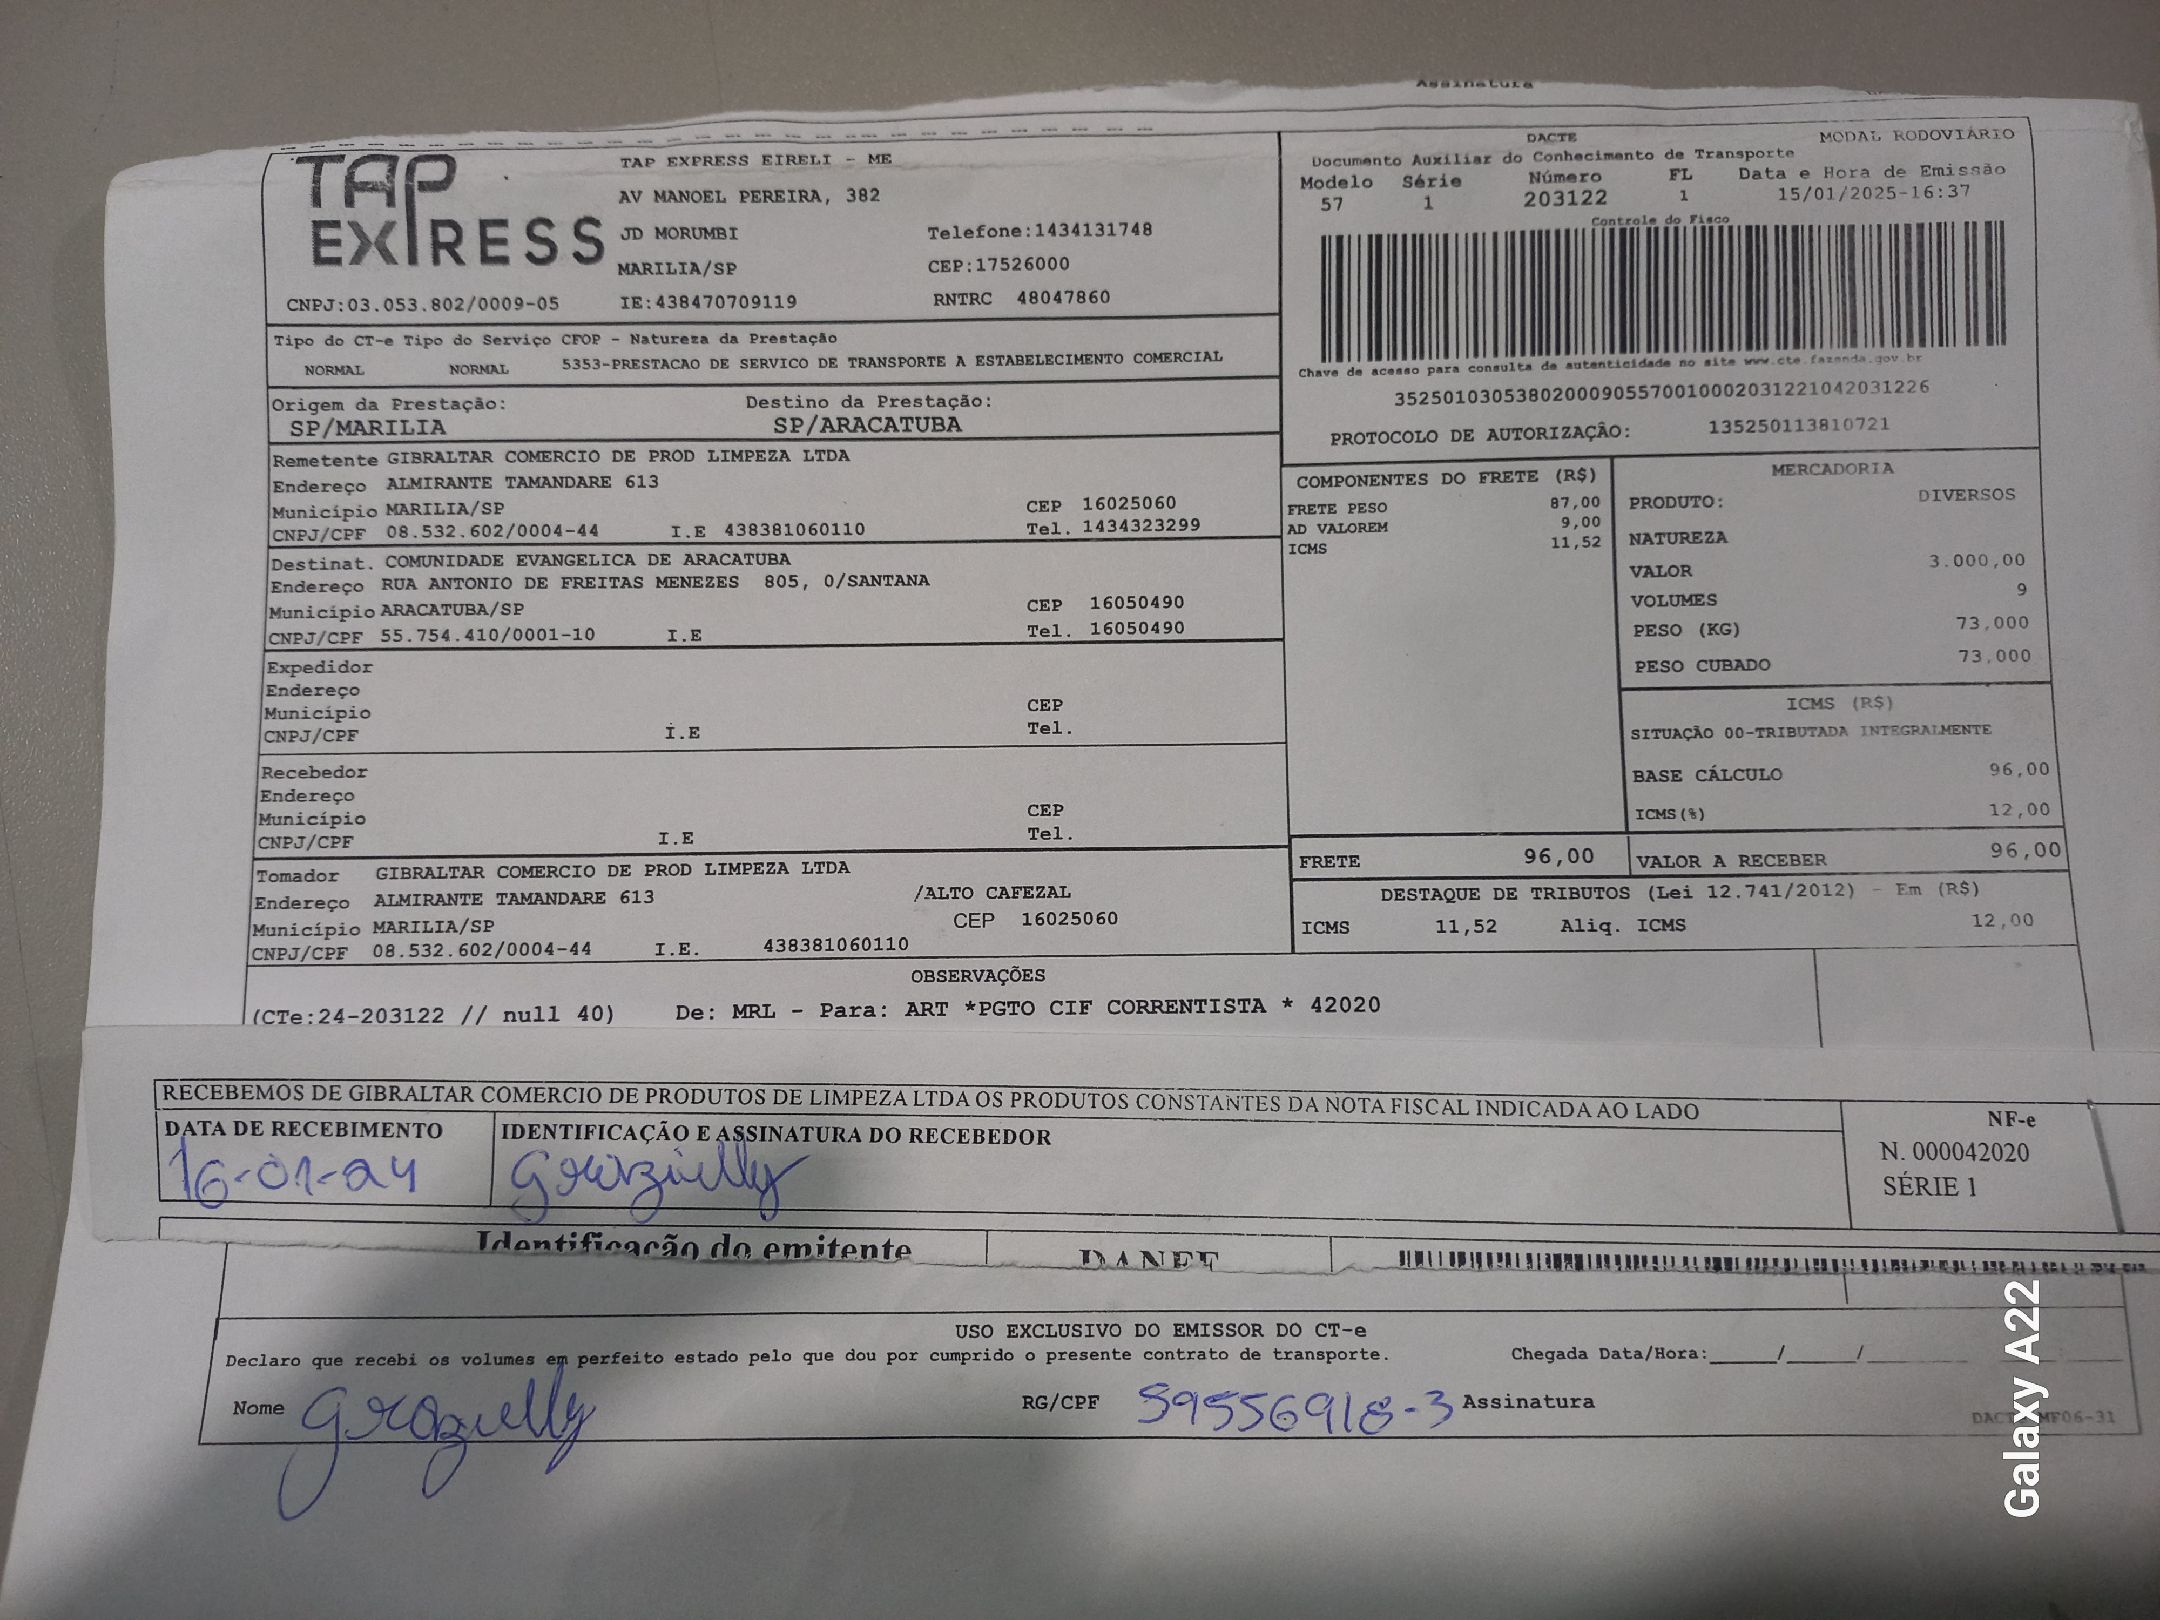 Assinatura
TAP EXPRESS
TAP EXPRESS EIRELI - ME
AV MANOEL PEREIRA, 382
JD MORUMBI Telefone:1434131748
MARILIA/SP CEP:17526000
CNPJ:03.053.802/0009-05 IE:438470709119 RNTRC 48047860
DACTE MODAL RODOVIÁRIO
Documento Auxiliar do Conhecimento de Transporte
Modelo Série Número FL Data e Hora de Emissão
57 1 203122 1 15/01/2025-16:37
Controle do Fisco
Chave de acesso para consulta de autenticidade no site www.cte.fazenda.gov.br
35250103053802000905570010002031221042031226
PROTOCOLO DE AUTORIZAÇÃO: 135250113810721
Tipo do CT-e Tipo do Serviço CFOP - Natureza da Prestação
NORMAL NORMAL 5353-PRESTACAO DE SERVICO DE TRANSPORTE A ESTABELECIMENTO COMERCIAL
Origem da Prestação: Destino da Prestação:
SP/MARILIA SP/ARACATUBA
Remetente GIBRALTAR COMERCIO DE PROD LIMPEZA LTDA
Endereço ALMIRANTE TAMANDARE 613
Município MARILIA/SP CEP 16025060
CNPJ/CPF 08.532.602/0004-44 I.E 438381060110 Tel. 1434323299
Destinat. COMUNIDADE EVANGELICA DE ARACATUBA
Endereço RUA ANTONIO DE FREITAS MENEZES 805, 0/SANTANA
Município ARACATUBA/SP CEP 16050490
CNPJ/CPF 55.754.410/0001-10 I.E Tel. 16050490
Expedidor
Endereço
Município CEP
CNPJ/CPF I.E Tel.
Recebedor
Endereço
Município CEP
CNPJ/CPF I.E Tel.
Tomador GIBRALTAR COMERCIO DE PROD LIMPEZA LTDA
Endereço ALMIRANTE TAMANDARE 613 /ALTO CAFEZAL
Município MARILIA/SP CEP 16025060
CNPJ/CPF 08.532.602/0004-44 I.E. 438381060110
COMPONENTES DO FRETE (R$)
FRETE PESO 87,00
AD VALOREM 9,00
ICMS 11,52
MERCADORIA
PRODUTO: DIVERSOS
NATUREZA
VALOR 3.000,00
VOLUMES 9
PESO (KG) 73,000
PESO CUBADO 73,000
ICMS (R$)
SITUAÇÃO 00-TRIBUTADA INTEGRALMENTE
BASE CÁLCULO 96,00
ICMS(%) 12,00
FRETE 96,00 VALOR A RECEBER 96,00
DESTAQUE DE TRIBUTOS (Lei 12.741/2012) - Em (R$)
ICMS 11,52 Aliq. ICMS 12,00
OBSERVAÇÕES
(CTe:24-203122 // null 40) De: MRL - Para: ART *PGTO CIF CORRENTISTA * 42020
RECEBEMOS DE GIBRALTAR COMERCIO DE PRODUTOS DE LIMPEZA LTDA OS PRODUTOS CONSTANTES DA NOTA FISCAL INDICADA AO LADO
DATA DE RECEBIMENTO IDENTIFICAÇÃO E ASSINATURA DO RECEBEDOR
16-01-24 Grazielly
NF-e
N. 000042020
SÉRIE 1
Identificação do emitente DANFE
USO EXCLUSIVO DO EMISSOR DO CT-e
Declaro que recebi os volumes em perfeito estado pelo que dou por cumprido o presente contrato de transporte. Chegada Data/Hora:_____/_____/
Nome Grazielly RG/CPF 59556918-3 Assinatura
Galaxy A22